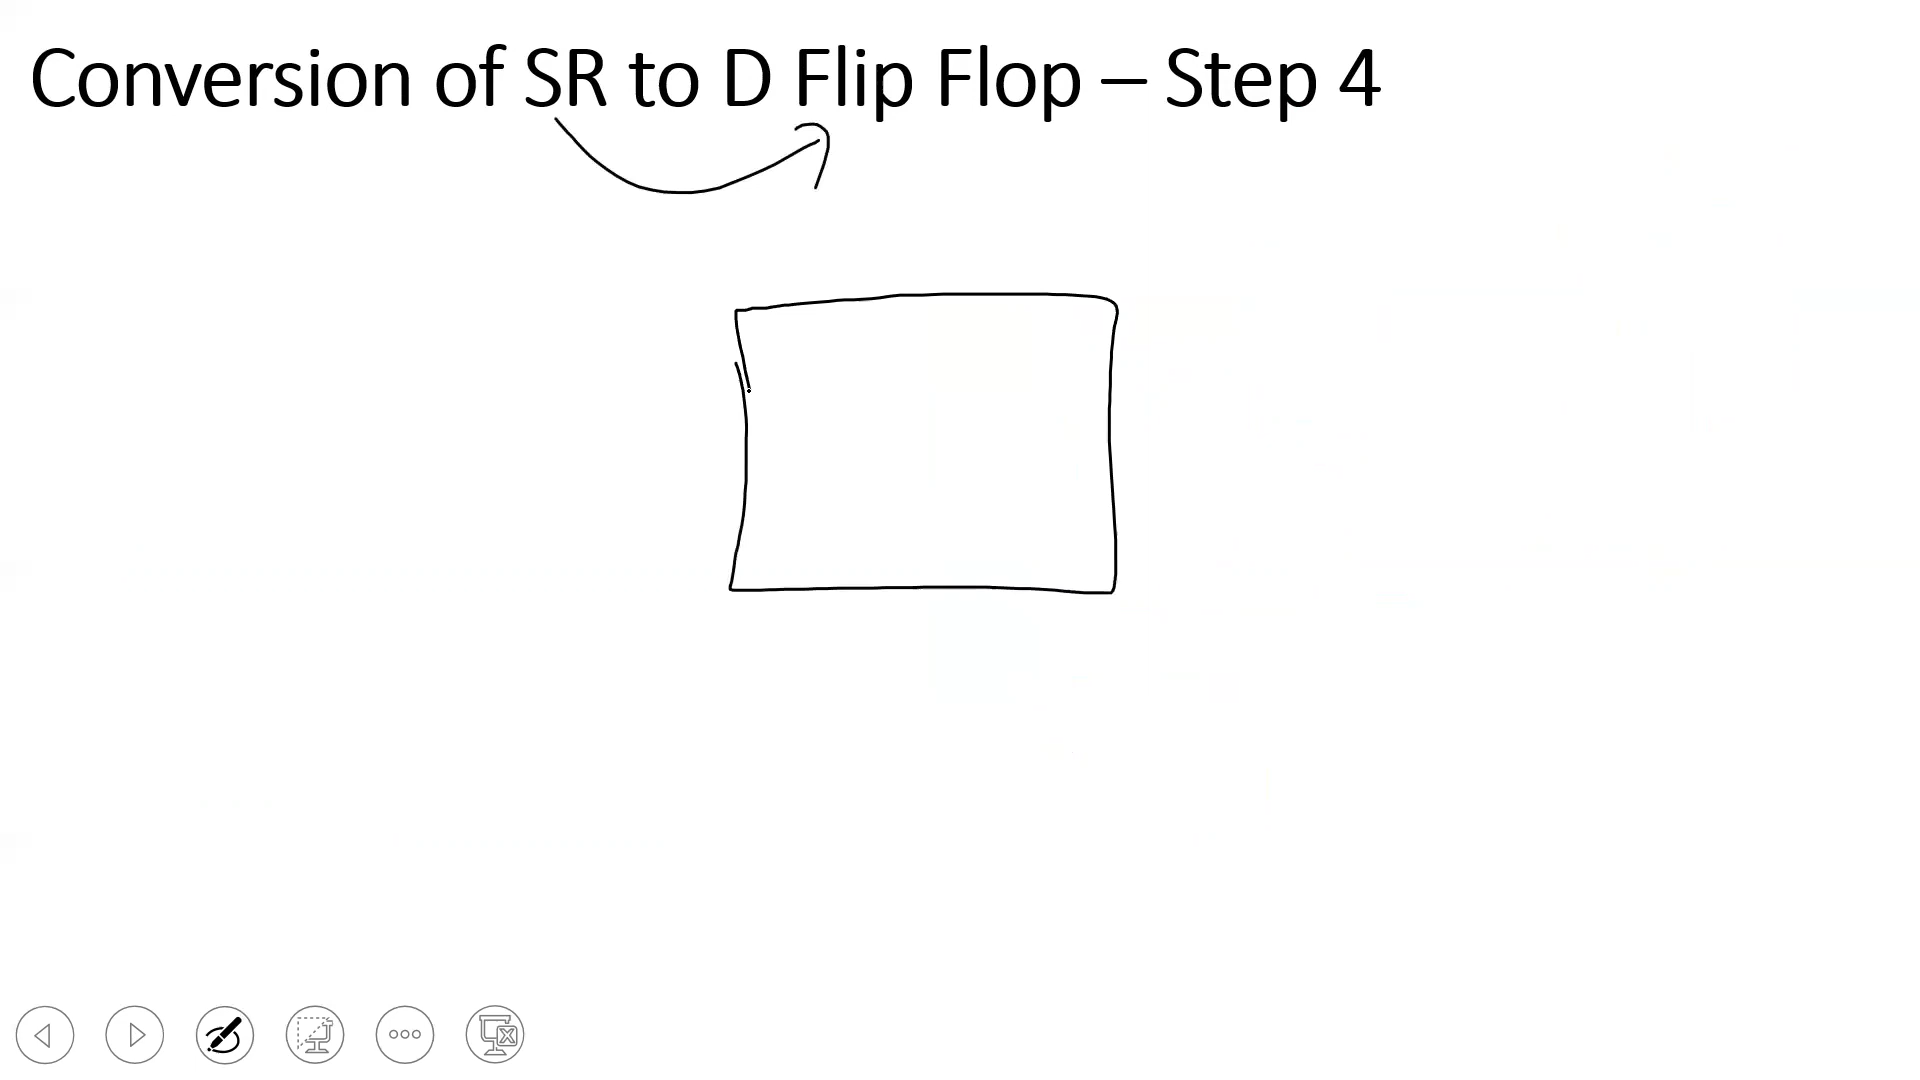 Conversion of SR to D Flip Flop – Step 4